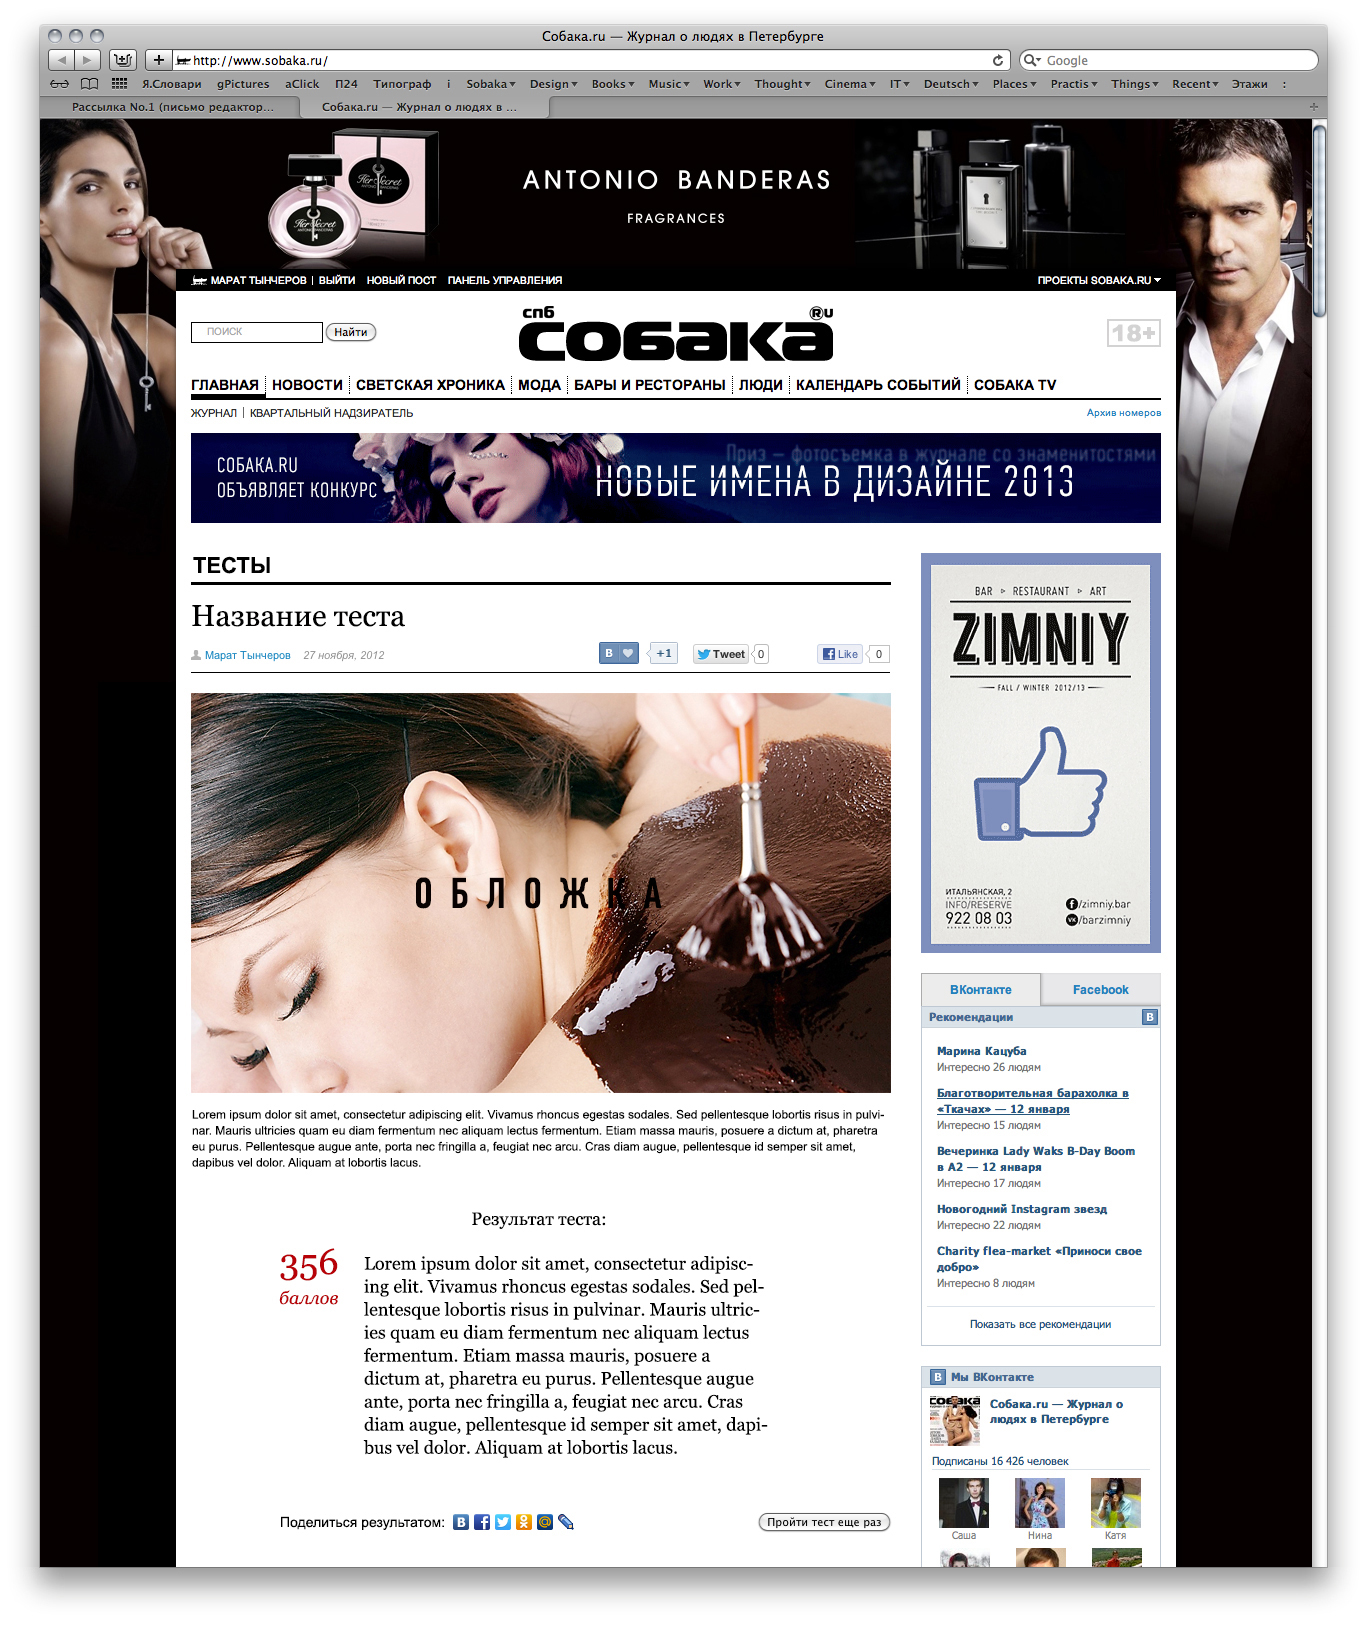 Собака.ru — Журнал о людях в Петербурге
http://www.sobaka.ru/
Google
Я.Словари gPictures aClick П24 Типограф i Sobaka Design Books Music Work Thought Cinema IT Deutsch Places Practis Things Recent Этажи :
Рассылка No.1 (письмо редактор...
Собака.ru — Журнал о людях в ...
Her Secret
ANTONIO BANDERAS
Her Secret
ANTONIO BANDERAS
FRAGRANCES
МАРАТ ТЫНЧЕРОВ | ВЫЙТИ НОВЫЙ ПОСТ ПАНЕЛЬ УПРАВЛЕНИЯ
ПРОЕКТЫ SOBAKA.RU
ПОИСК
Найти
спб
собака
®u
18+
ГЛАВНАЯ НОВОСТИ СВЕТСКАЯ ХРОНИКА МОДА БАРЫ И РЕСТОРАНЫ ЛЮДИ КАЛЕНДАРЬ СОБЫТИЙ СОБАКА TV
ЖУРНАЛ | КВАРТАЛЬНЫЙ НАДЗИРАТЕЛЬ
Архив номеров
СОБАКА.RU
ОБЪЯВЛЯЕТ КОНКУРС
Приз — фотосъемка в журнале со знаменитостями
НОВЫЕ ИМЕНА В ДИЗАЙНЕ 2013
ТЕСТЫ
Название теста
Марат Тынчеров 27 ноября, 2012
В +1 Tweet 0 Like 0
ОБЛОЖКА
Lorem ipsum dolor sit amet, consectetur adipiscing elit. Vivamus rhoncus egestas sodales. Sed pellentesque lobortis risus in pulvi-
nar. Mauris ultricies quam eu diam fermentum nec aliquam lectus fermentum. Etiam massa mauris, posuere a dictum at, pharetra
eu purus. Pellentesque augue ante, porta nec fringilla a, feugiat nec arcu. Cras diam augue, pellentesque id semper sit amet,
dapibus vel dolor. Aliquam at lobortis lacus.
Результат теста:
356
баллов
Lorem ipsum dolor sit amet, consectetur adipisc-
ing elit. Vivamus rhoncus egestas sodales. Sed pel-
lentesque lobortis risus in pulvinar. Mauris ultric-
ies quam eu diam fermentum nec aliquam lectus
fermentum. Etiam massa mauris, posuere a
dictum at, pharetra eu purus. Pellentesque augue
ante, porta nec fringilla a, feugiat nec arcu. Cras
diam augue, pellentesque id semper sit amet, dapi-
bus vel dolor. Aliquam at lobortis lacus.
Поделиться результатом:
Пройти тест еще раз
BAR RESTAURANT ART
ZIMNIY
FALL / WINTER 2012/13
ИТАЛЬЯНСКАЯ, 2
INFO/RESERVE
922 08 03
/zimniy.bar
/barzimniy
ВКонтакте
Facebook
Рекомендации
В
Марина Кацуба
Интересно 26 людям
Благотворительная барахолка в
«Ткачах» — 12 января
Интересно 15 людям
Вечеринка Lady Waks B-Day Boom
в А2 — 12 января
Интересно 17 людям
Новогодний Instagram звезд
Интересно 22 людям
Charity flea-market «Приноси свое
добро»
Интересно 8 людям
Показать все рекомендации
В Мы ВКонтакте
собака
Собака.ru — Журнал о
людях в Петербурге
Подписаны 16 426 человек
Саша
Нина
Катя